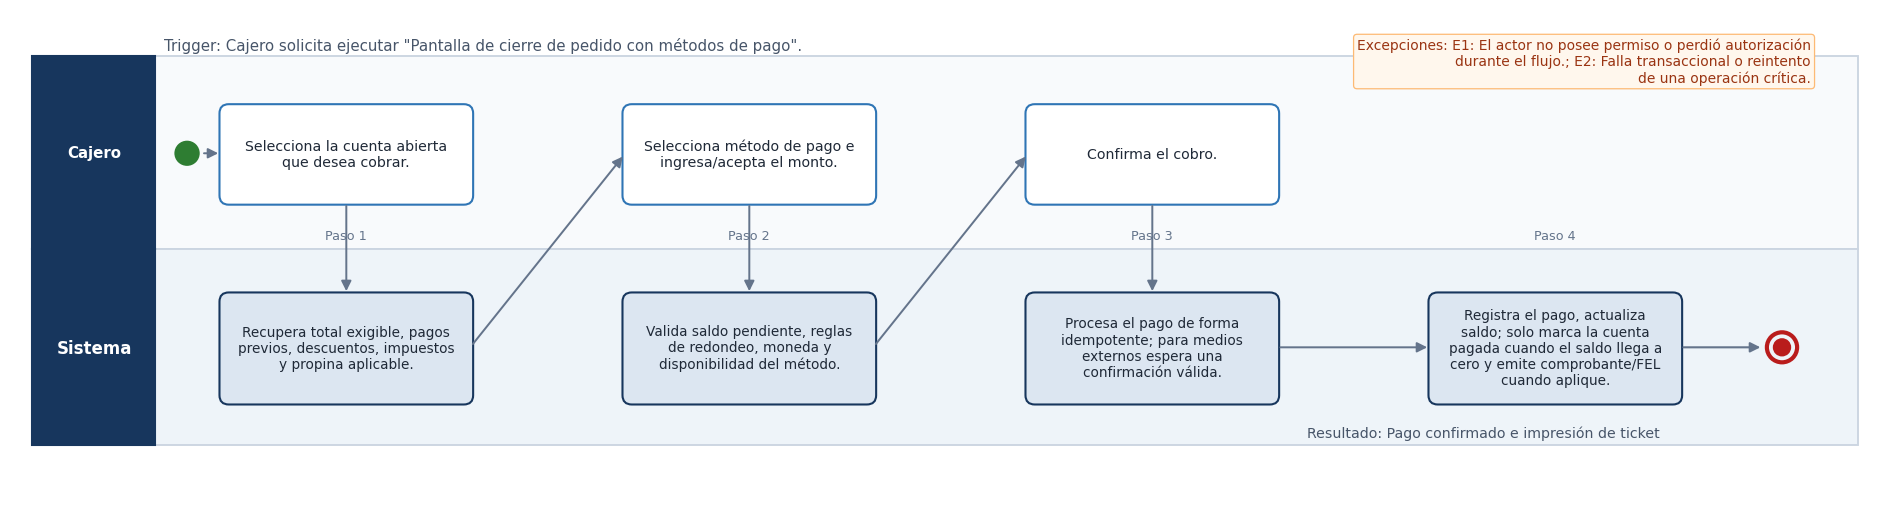 Trigger: Cajero solicita ejecutar "Pantalla de cierre de pedido con métodos de pago".
Excepciones: E1: El actor no posee permiso o perdió autorización
durante el flujo.; E2: Falla transaccional o reintento
de una operación crítica.
Cajero
Selecciona la cuenta abierta
que desea cobrar.
Selecciona método de pago e
ingresa/acepta el monto.
Confirma el cobro.
Paso 1
Paso 2
Paso 3
Paso 4
Sistema
Recupera total exigible, pagos
previos, descuentos, impuestos
y propina aplicable.
Valida saldo pendiente, reglas
de redondeo, moneda y
disponibilidad del método.
Procesa el pago de forma
idempotente; para medios
externos espera una
confirmación válida.
Registra el pago, actualiza
saldo; solo marca la cuenta
pagada cuando el saldo llega a
cero y emite comprobante/FEL
cuando aplique.
Resultado: Pago confirmado e impresión de ticket